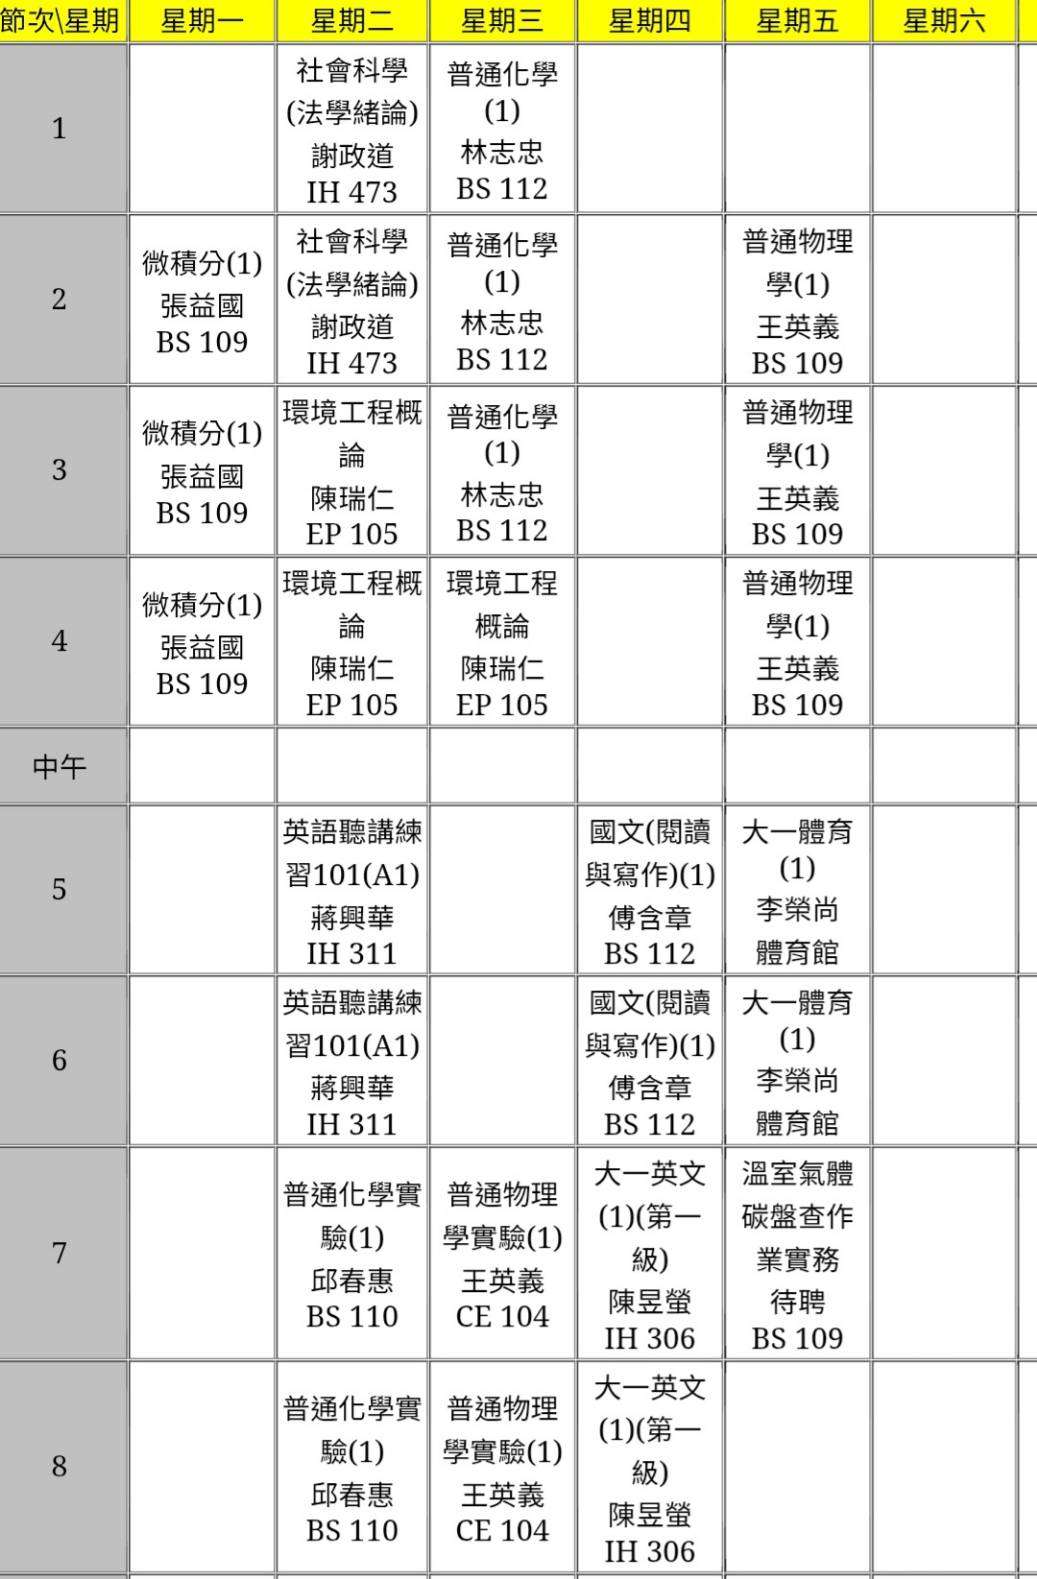 節次\星期 星期一 星期二 星期三 星期四 星期五 星期六
1
社會科學
(法學緒論)
謝政道
IH 473
普通化學
(1)
林志忠
BS 112
2
微積分(1)
張益國
BS 109
社會科學
(法學緒論)
謝政道
IH 473
普通化學
(1)
林志忠
BS 112
普通物理
學(1)
王英義
BS 109
3
微積分(1)
張益國
BS 109
環境工程概
論
陳瑞仁
EP 105
普通化學
(1)
林志忠
BS 112
普通物理
學(1)
王英義
BS 109
4
微積分(1)
張益國
BS 109
環境工程概
論
陳瑞仁
EP 105
環境工程
概論
陳瑞仁
EP 105
普通物理
學(1)
王英義
BS 109
中午
5
英語聽講練
習101(A1)
蔣興華
IH 311
國文(閱讀
與寫作)(1)
傅含章
BS 112
大一體育
(1)
李榮尚
體育館
6
英語聽講練
習101(A1)
蔣興華
IH 311
國文(閱讀
與寫作)(1)
傅含章
BS 112
大一體育
(1)
李榮尚
體育館
7
普通化學實
驗(1)
邱春惠
BS 110
普通物理
學實驗(1)
王英義
CE 104
大一英文
(1)(第一
級)
陳昱螢
IH 306
溫室氣體
碳盤查作
業實務
待聘
BS 109
8
普通化學實
驗(1)
邱春惠
BS 110
普通物理
學實驗(1)
王英義
CE 104
大一英文
(1)(第一
級)
陳昱螢
IH 306